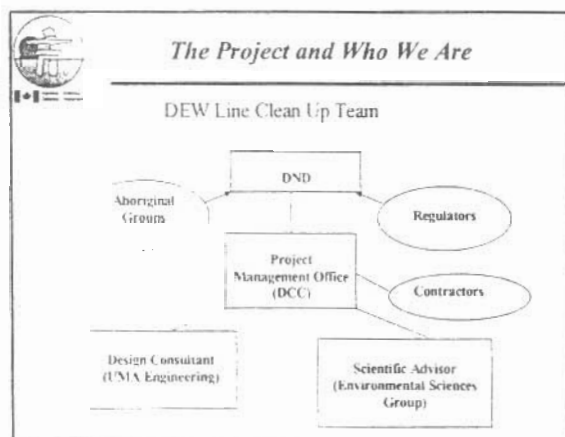 The Project and Who We Are
DEW Line Clean Up Team
DND
Aboriginal
Groups
Regulators
Project
Management Office
(DCC)
Contractors
Design Consultant
(UMA Engineering)
Scientific Advisor
(Environmental Sciences
Group)